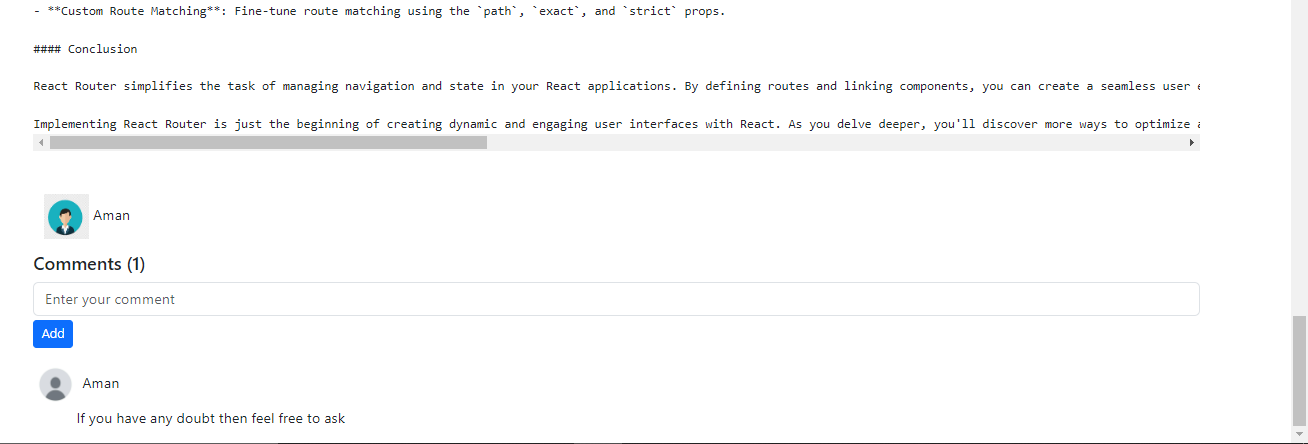 - **Custom Route Matching**: Fine-tune route matching using the `path`, `exact`, and `strict` props.
#### Conclusion
React Router simplifies the task of managing navigation and state in your React applications. By defining routes and linking components, you can create a seamless user
Implementing React Router is just the beginning of creating dynamic and engaging user interfaces with React. As you delve deeper, you'll discover more ways to optimize
Aman
Comments (1)
Enter your comment
Add
Aman
If you have any doubt then feel free to ask